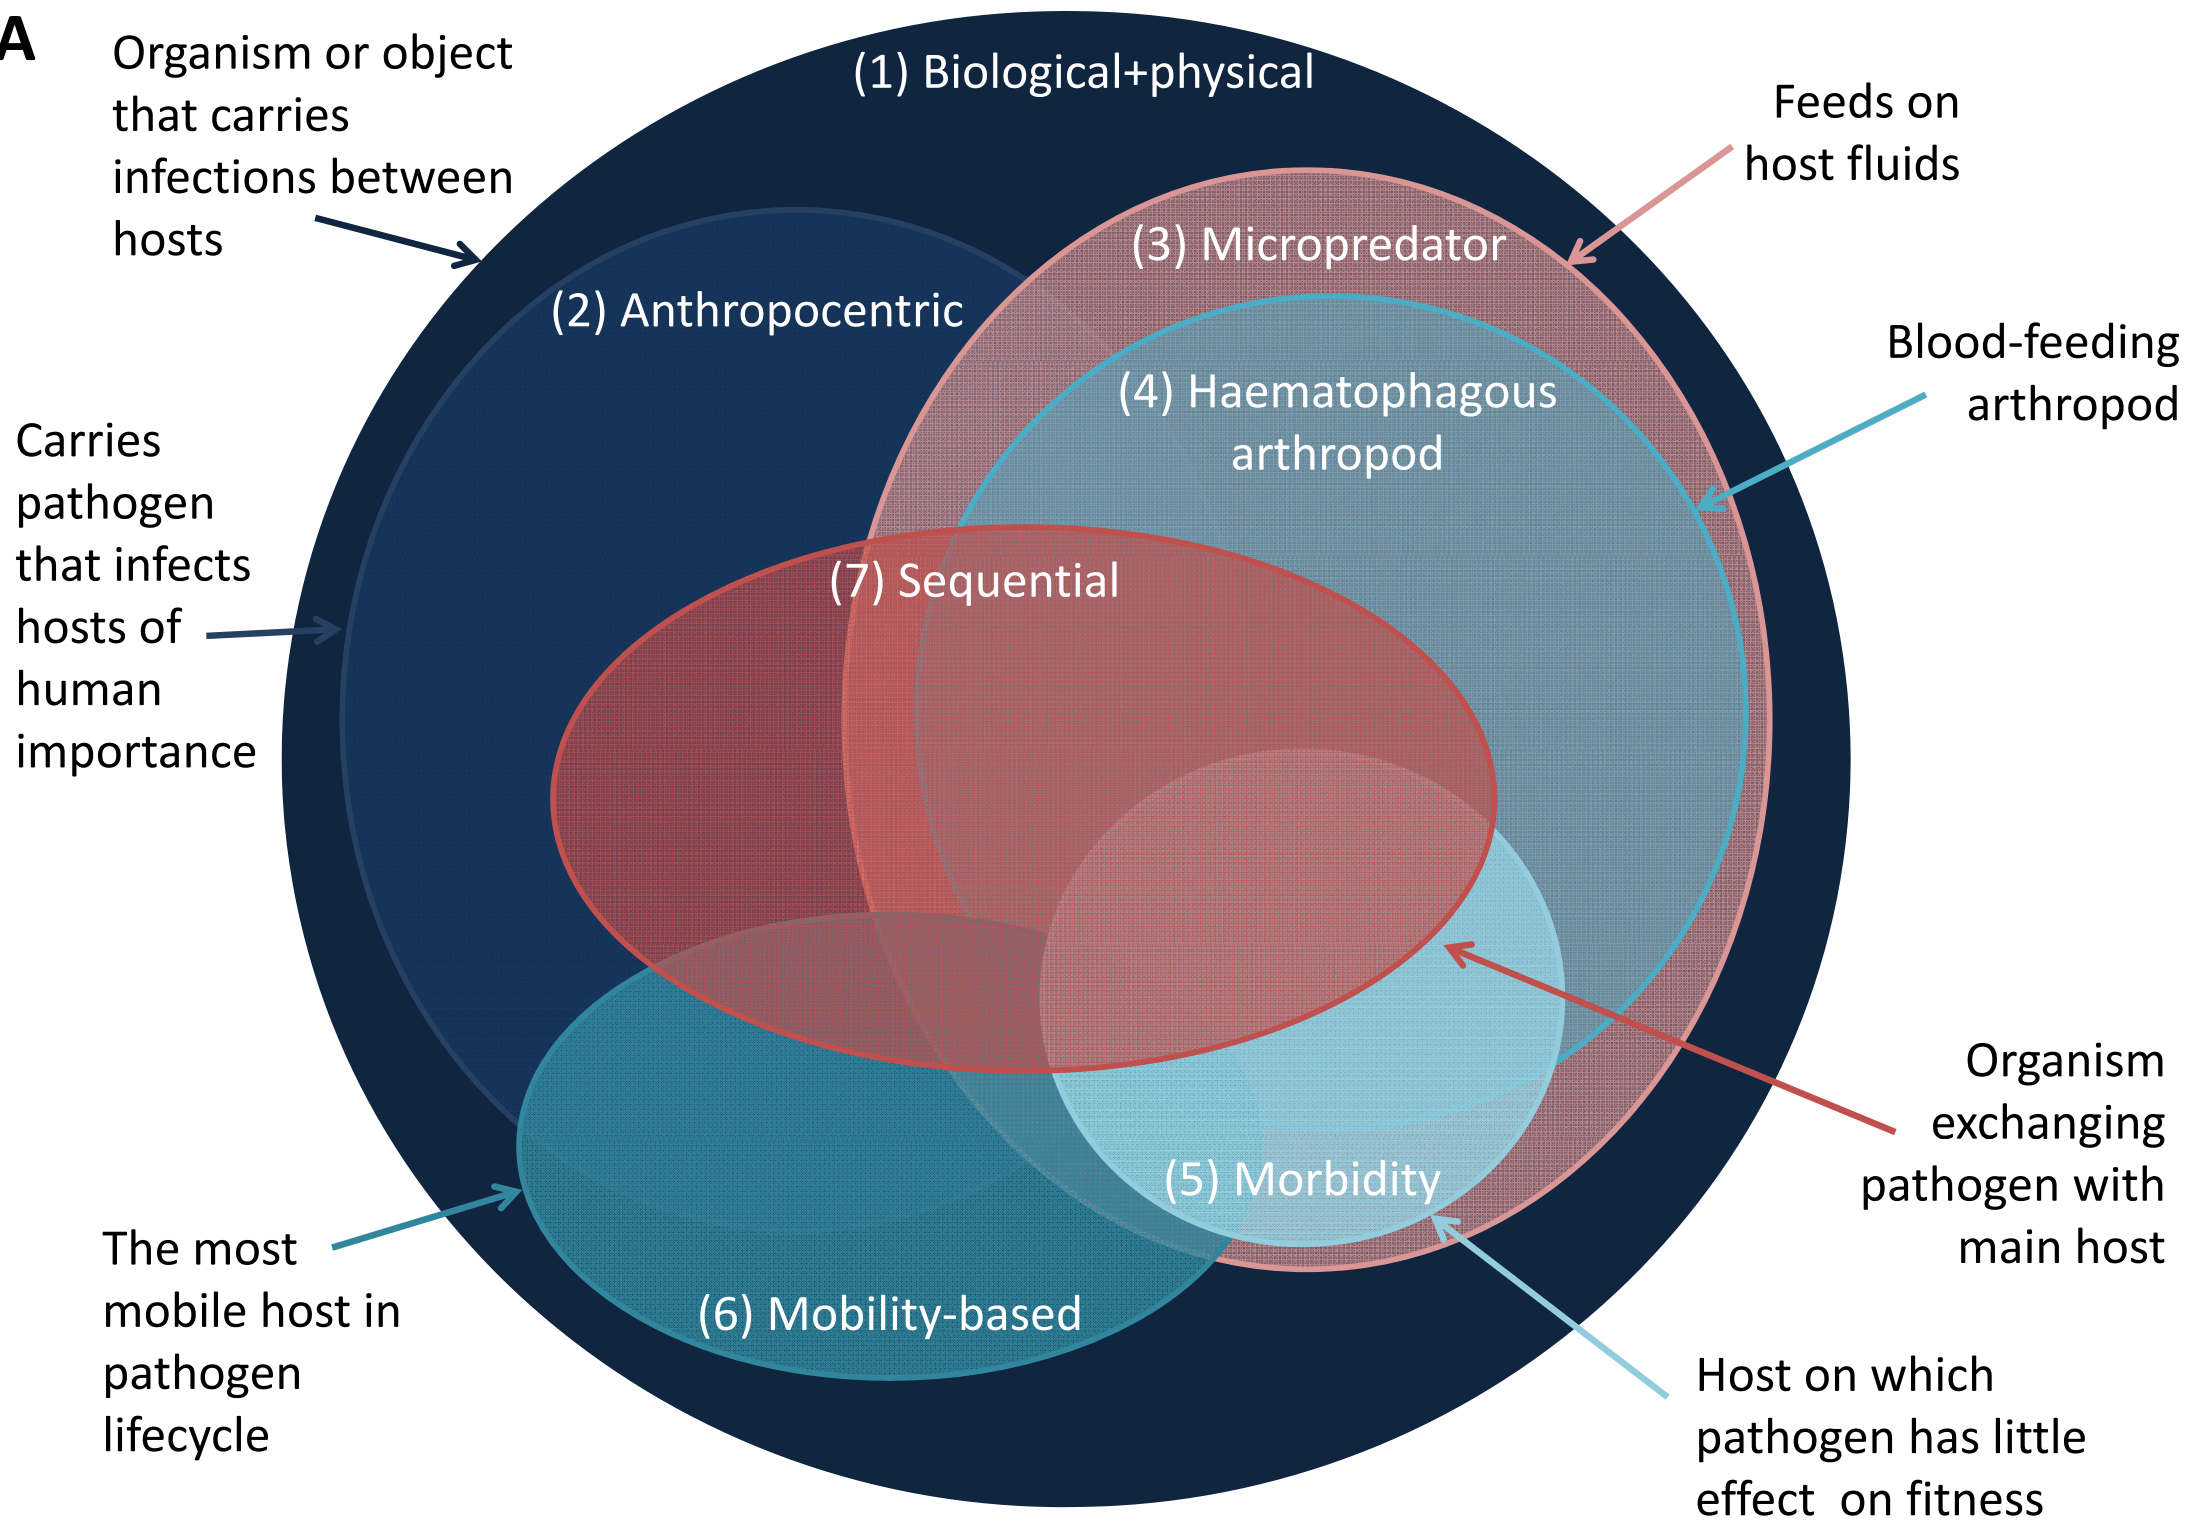 A
Organism or object
that carries
infections between
hosts
(1) Biological+physical
Feeds on
host fluids
(3) Micropredator
(2) Anthropocentric
Blood-feeding
arthropod
(4) Haematophagous
arthropod
Carries
pathogen
that infects
hosts of
human
importance
(7) Sequential
Organism
exchanging
pathogen with
main host
(5) Morbidity
The most
mobile host in
pathogen
lifecycle
(6) Mobility-based
Host on which
pathogen has little
effect on fitness